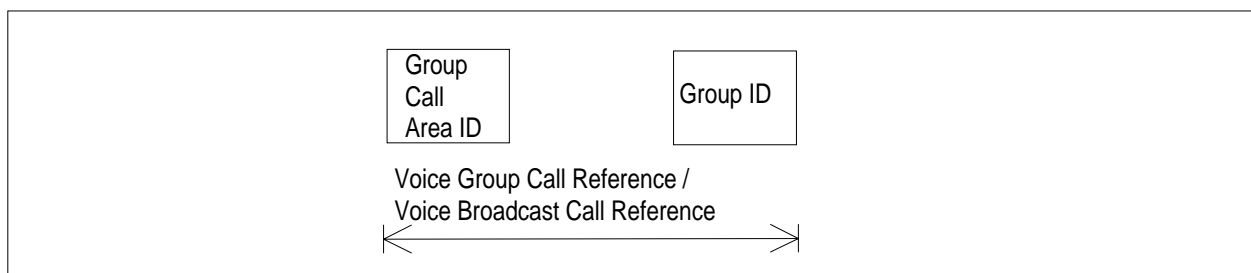 Group
Call
Area ID
Group ID
Voice Group Call Reference /
Voice Broadcast Call Reference